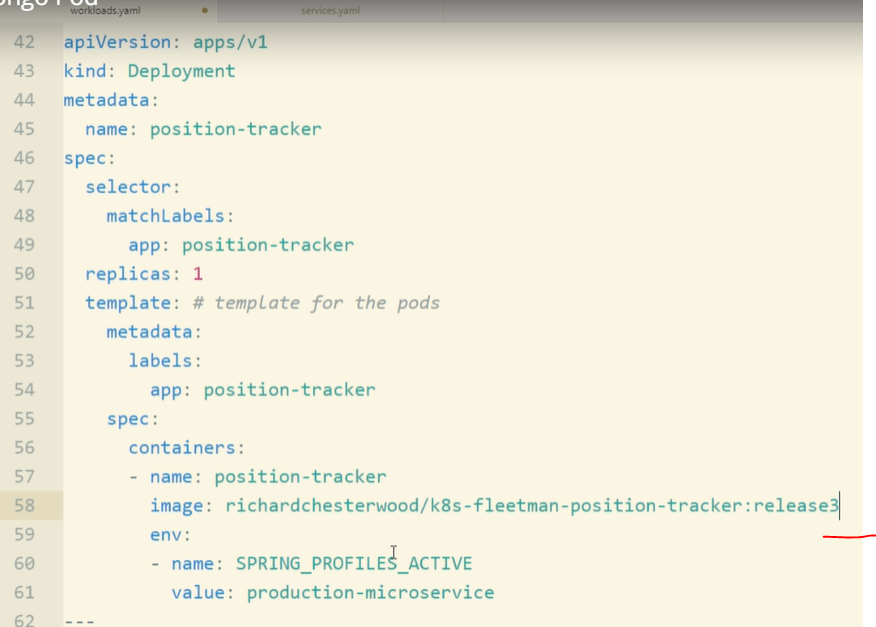 workloads.yaml
services.yaml
42 apiVersion: apps/v1
43 kind: Deployment
44 metadata:
45   name: position-tracker
46 spec:
47   selector:
48     matchLabels:
49       app: position-tracker
50   replicas: 1
51   template: # template for the pods
52     metadata:
53       labels:
54         app: position-tracker
55     spec:
56       containers:
57       - name: position-tracker
58         image: richardchesterwood/k8s-fleetman-position-tracker:release3
59         env:
60         - name: SPRING_PROFILES_ACTIVE
61           value: production-microservice
62 ---